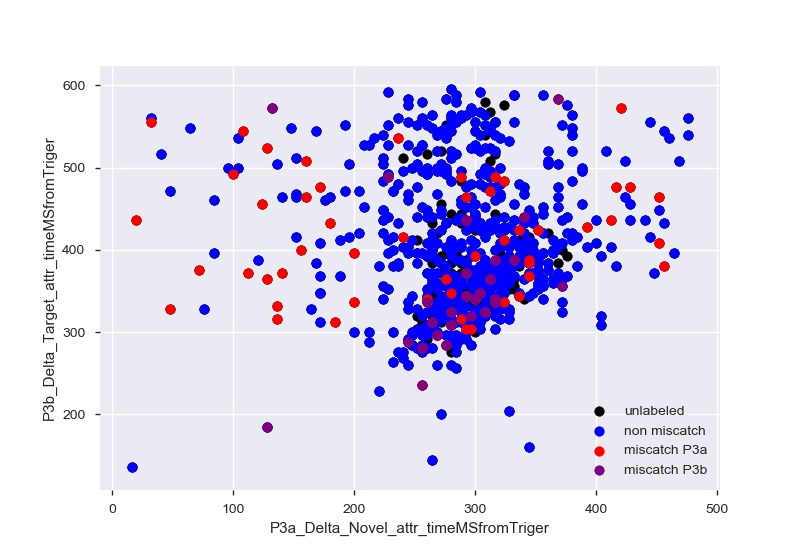 600
500
400
300
200
P3b_Delta_Target_attr_timeMSfromTriger
unlabeled
non miscatch
miscatch P3a
miscatch P3b
0 100 200 300 400 500
P3a_Delta_Novel_attr_timeMSfromTriger